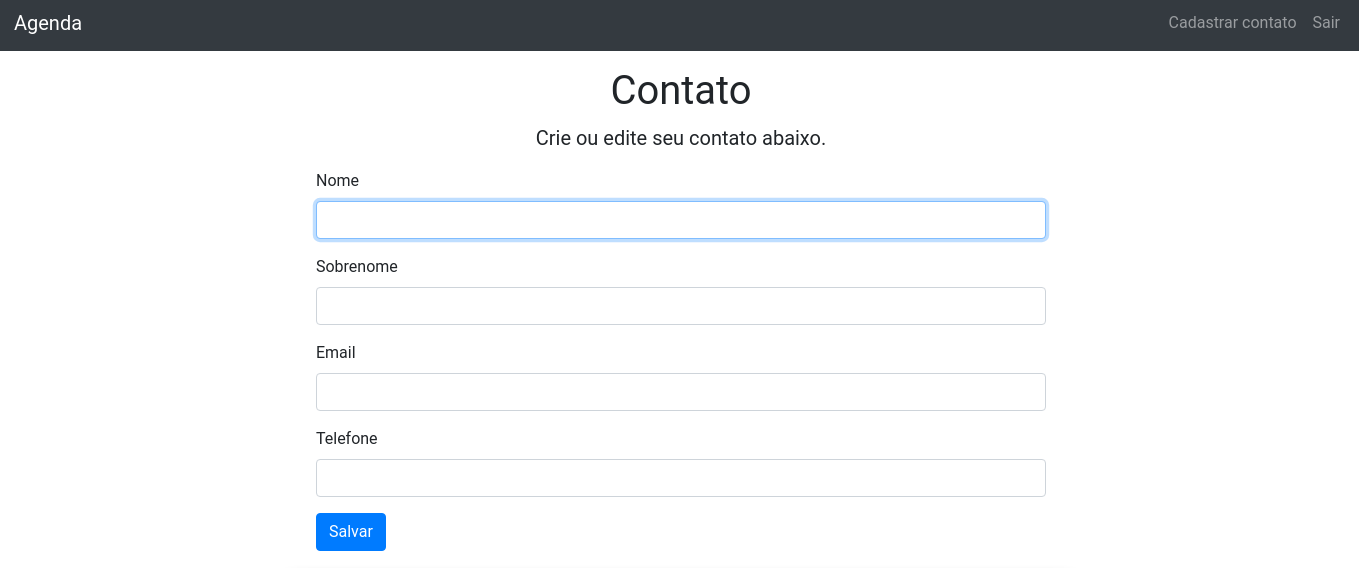 Agenda
Cadastrar contato Sair
Contato
Crie ou edite seu contato abaixo.
Nome
Sobrenome
Email
Telefone
Salvar